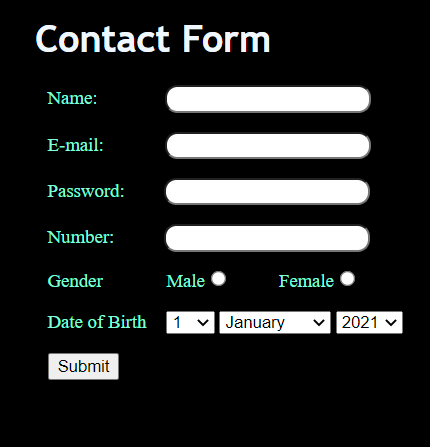 Contact Form
Name:
E-mail:
Password:
Number:
Gender Male Female
Date of Birth 1 January 2021
Submit